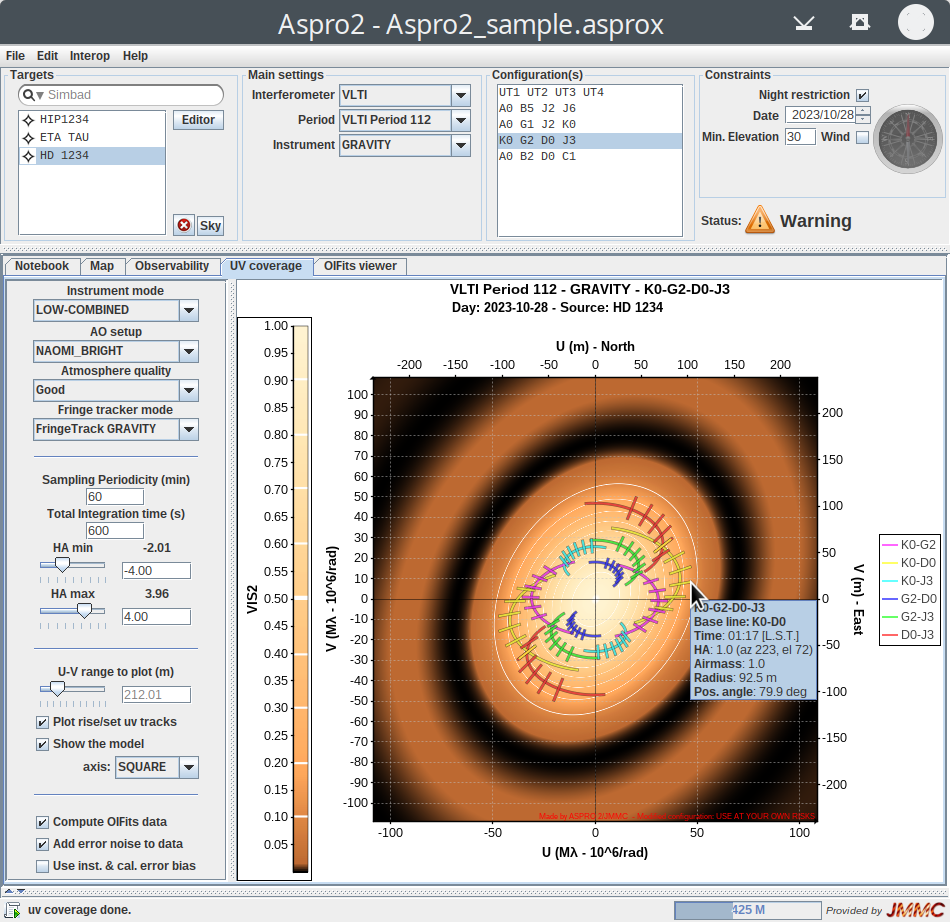 Aspro2 - Aspro2_sample.asprox
File Edit Interop Help
Targets
Simbad
HIP1234
ETA TAU
HD 1234
Editor
Sky
Main settings
Interferometer VLTI
Period VLTI Period 112
Instrument GRAVITY
Configuration(s)
UT1 UT2 UT3 UT4
A0 B5 J2 J6
A0 G1 J2 K0
K0 G2 D0 J3
A0 B2 D0 C1
Constraints
Night restriction
Date 2023/10/28
Min. Elevation 30 Wind
Status: Warning
Notebook Map Observability UV coverage OIFits viewer
Instrument mode
LOW-COMBINED
AO setup
NAOMI_BRIGHT
Atmosphere quality
Good
Fringe tracker mode
FringeTrack GRAVITY
Sampling Periodicity (min)
60
Total Integration time (s)
600
HA min -2.01
-4.00
HA max 3.96
4.00
U-V range to plot (m)
212.01
Plot rise/set uv tracks
Show the model
axis: SQUARE
Compute OIFits data
Add error noise to data
Use inst. & cal. error bias
VLTI Period 112 - GRAVITY - K0-G2-D0-J3
Day: 2023-10-28 - Source: HD 1234
1.00
0.95
0.90
0.85
0.80
0.75
0.70
0.65
0.60
0.55
0.50
0.45
0.40
0.35
0.30
0.25
0.20
0.15
0.10
0.05
VIS2
U (m) - North
-200 -150 -100 -50 0 50 100 150 200
100
90
80
70
60
50
40
30
20
10
0
-10
-20
-30
-40
-50
-60
-70
-80
-90
-100
V (Mλ - 10^6/rad)
200
150
100
50
0
-50
-100
-150
-200
V (m) - East
-100 -50 0 50 100
U (Mλ - 10^6/rad)
K0-G2-D0-J3
Base line: K0-D0
Time: 01:17 [L.S.T.]
HA: 1.0 (az 223, el 72)
Airmass: 1.0
Radius: 92.5 m
Pos. angle: 79.9 deg
K0-G2
K0-D0
K0-J3
G2-D0
G2-J3
D0-J3
Made by ASPRO 2/JMMC - configuration: USE AT YOUR OWN RISKS
uv coverage done.
425 M
Provided by JMMC